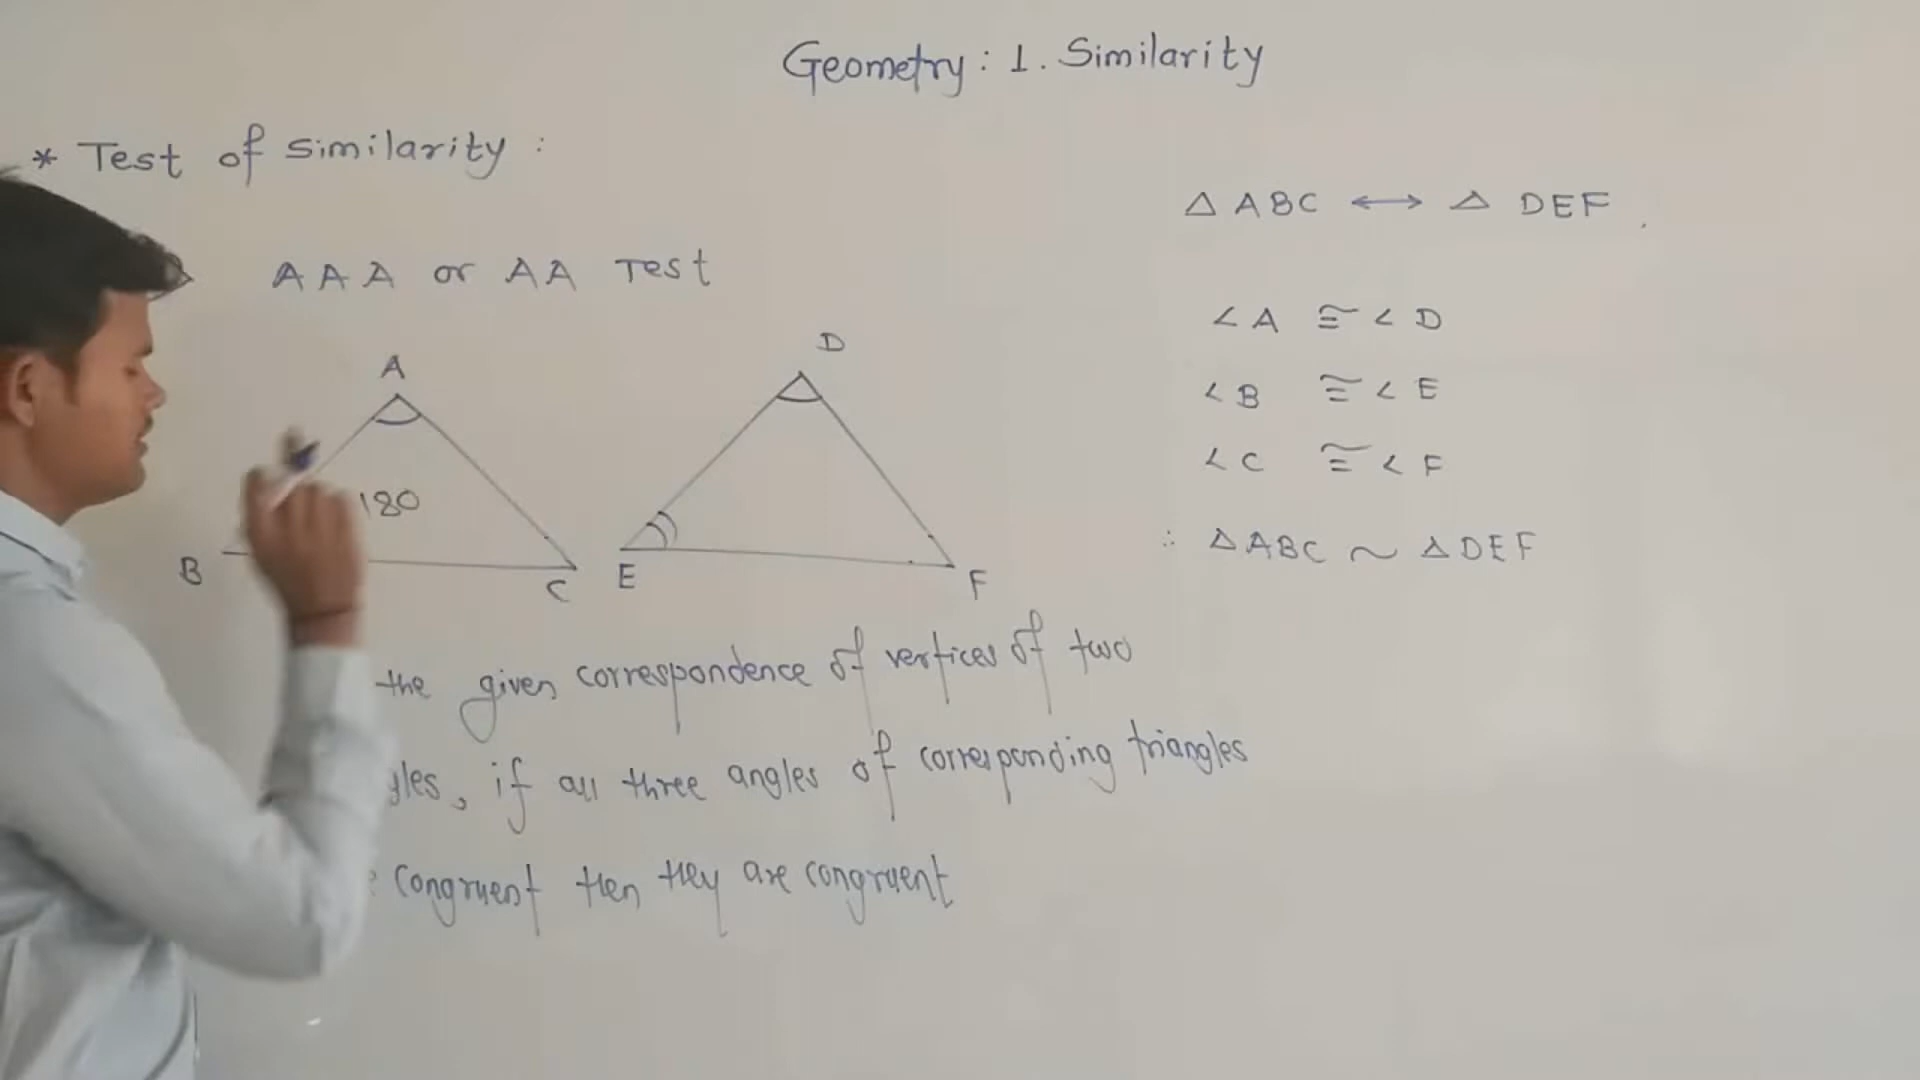 Geometry : 1. Similarity
* Test of similarity :
AAA or AA Test
A
180
B
C
D
E
F
the given correspondence of vertices of two
if all three angles of corresponding triangles
congruent then they are congruent
△ ABC ↔ △ DEF
∠A ≅ ∠D
∠B ≅ ∠E
∠C ≅ ∠F
∴ △ABC ~ △DEF